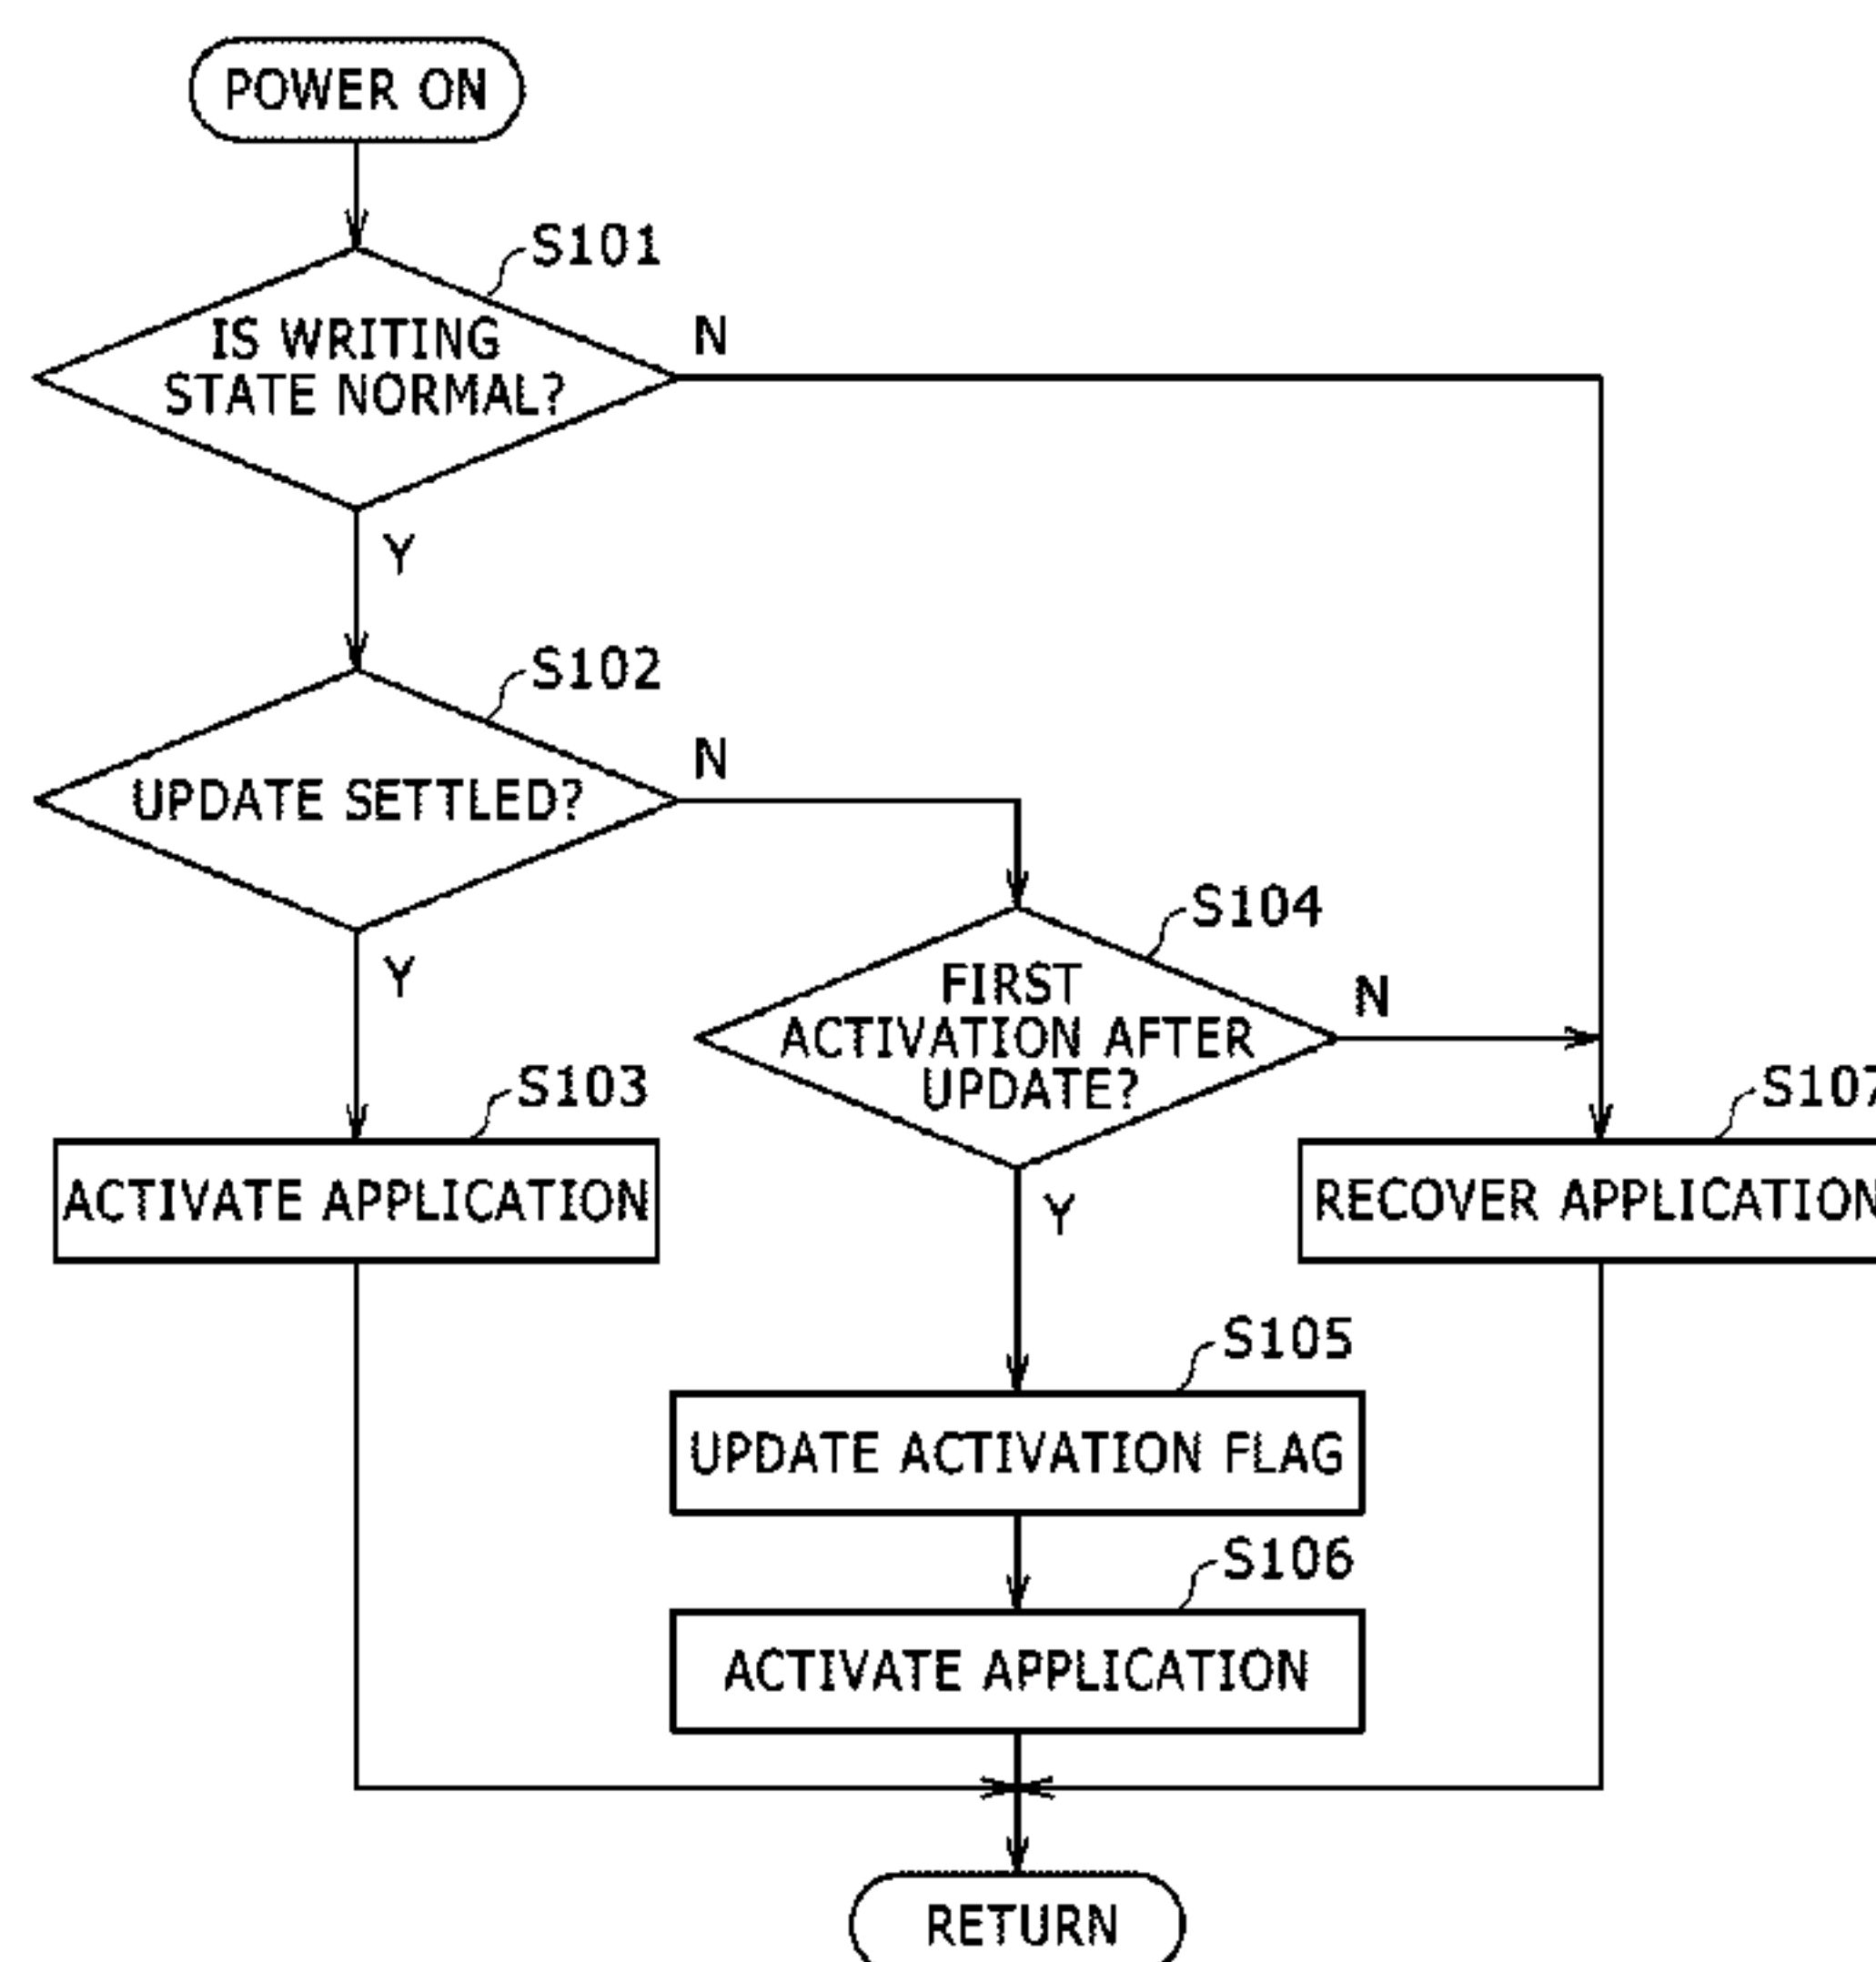 POWER ON
S101
IS WRITING
STATE NORMAL?
N
Y
S102
UPDATE SETTLED?
N
Y
S104
FIRST
ACTIVATION AFTER
UPDATE?
N
Y
S103
ACTIVATE APPLICATION
S107
RECOVER APPLICATION
S105
UPDATE ACTIVATION FLAG
S106
ACTIVATE APPLICATION
RETURN